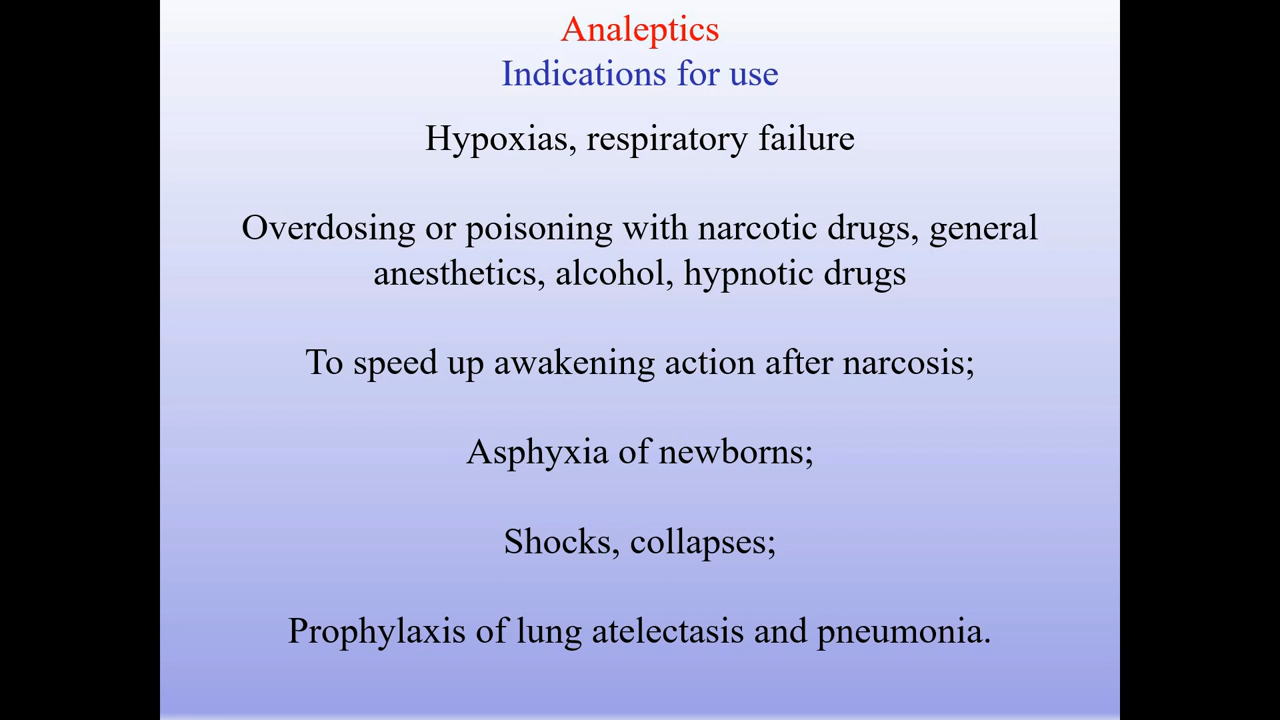 Analeptics
Indications for use
Hypoxias, respiratory failure
Overdosing or poisoning with narcotic drugs, general
anesthetics, alcohol, hypnotic drugs
To speed up awakening action after narcosis;
Asphyxia of newborns;
Shocks, collapses;
Prophylaxis of lung atelectasis and pneumonia.